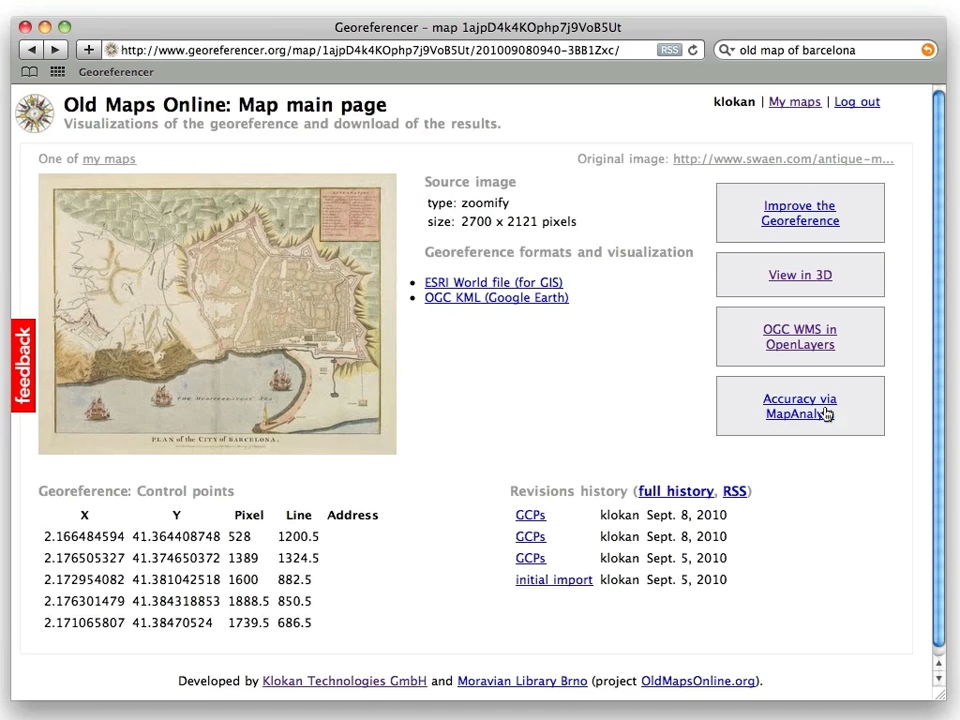 Georeferencer – map 1ajpD4k4KOphp7j9VoB5Ut
http://www.georeferencer.org/map/1ajpD4k4KOphp7j9VoB5Ut/201009080940-3BB1Zxc/ RSS old map of barcelona
Georeferencer
Old Maps Online: Map main page
klokan | My maps | Log out
Visualizations of the georeference and download of the results.
One of my maps
Original image: http://www.swaen.com/antique-m...
Source image
type: zoomify
size: 2700 x 2121 pixels
Georeference formats and visualization
ESRI World file (for GIS)
OGC KML (Google Earth)
Improve the
Georeference
View in 3D
OGC WMS in
OpenLayers
Accuracy via
feedback
THE MEDITERRANEAN SEA
PLAN of the CITY of BARCELONA.
Georeference: Control points
X Y Pixel Line Address
2.166484594 41.364408748 528 1200.5
2.176505327 41.374650372 1389 1324.5
2.172954082 41.381042518 1600 882.5
2.176301479 41.384318853 1888.5 850.5
2.171065807 41.38470524 1739.5 686.5
Revisions history (full history, RSS)
GCPs klokan Sept. 8, 2010
GCPs klokan Sept. 8, 2010
GCPs klokan Sept. 5, 2010
initial import klokan Sept. 5, 2010
Developed by Klokan Technologies GmbH and Moravian Library Brno (project OldMapsOnline.org).